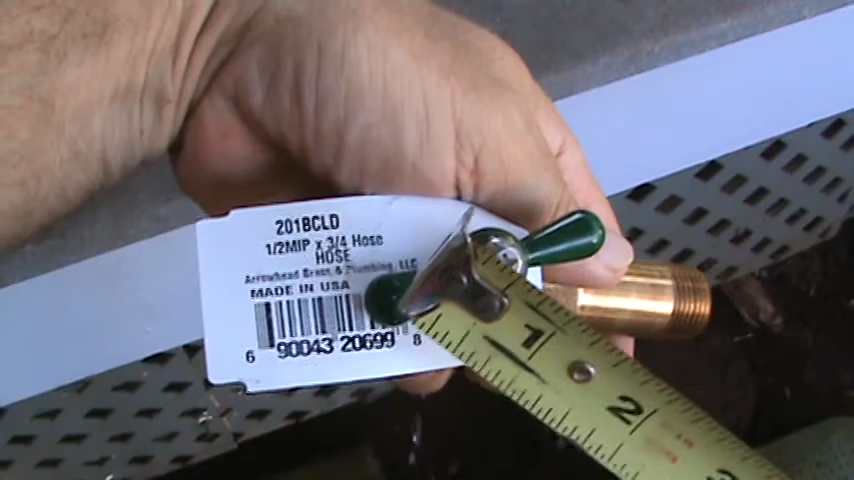 201BCLD
1/2MIP x 3/4 Hose
HOSE
Arrowhead Brass & Plumbing, LLC
MADE IN USA
6 90043 20699 8
1
2
3